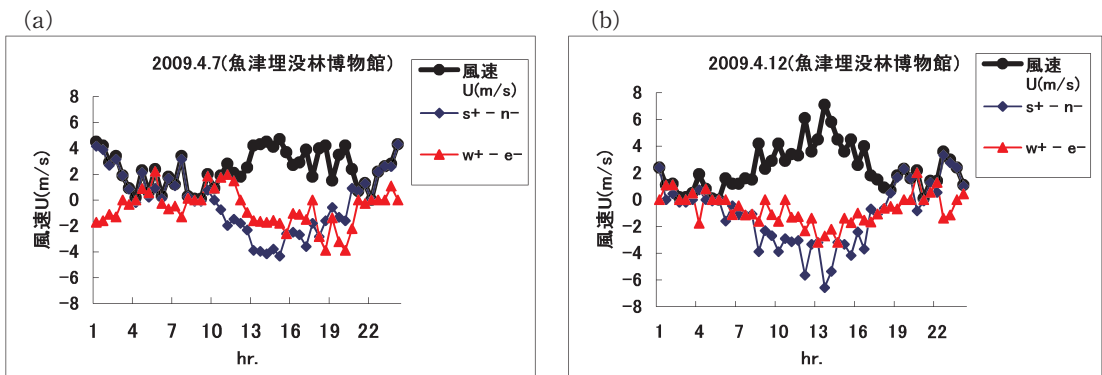 (a)
2009.4.7(魚津埋没林博物館)
風速
U(m/s)
s+ − n−
w+ − e−
風速U(m/s)
8
6
4
2
0
−2
−4
−6
−8
1 4 7 10 13 16 19 22
hr.
(b)
2009.4.12(魚津埋没林博物館)
風速
U(m/s)
s+ − n−
w+ − e−
風速U(m/s)
8
6
4
2
0
−2
−4
−6
−8
1 4 7 10 13 16 19 22
hr.